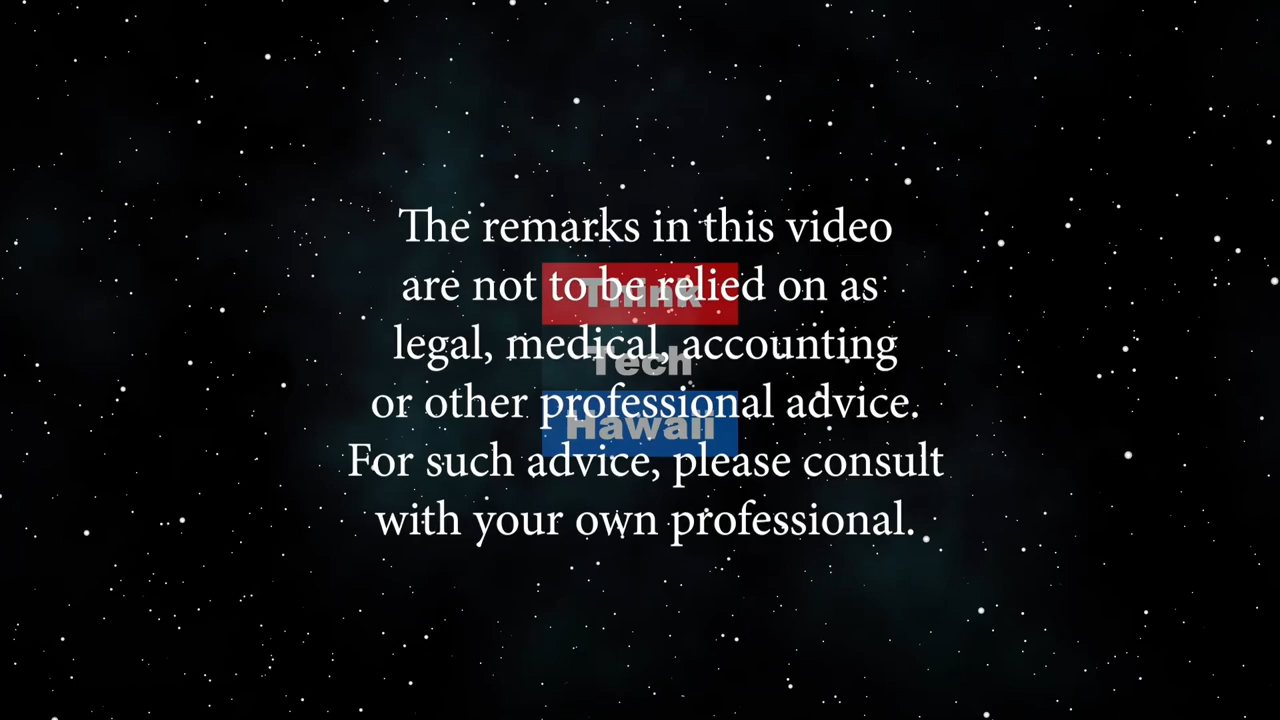 The remarks in this video
are not to be relied on as
legal, medical, accounting
or other professional advice.
For such advice, please consult
with your own professional.
Think
Tech
Hawaii